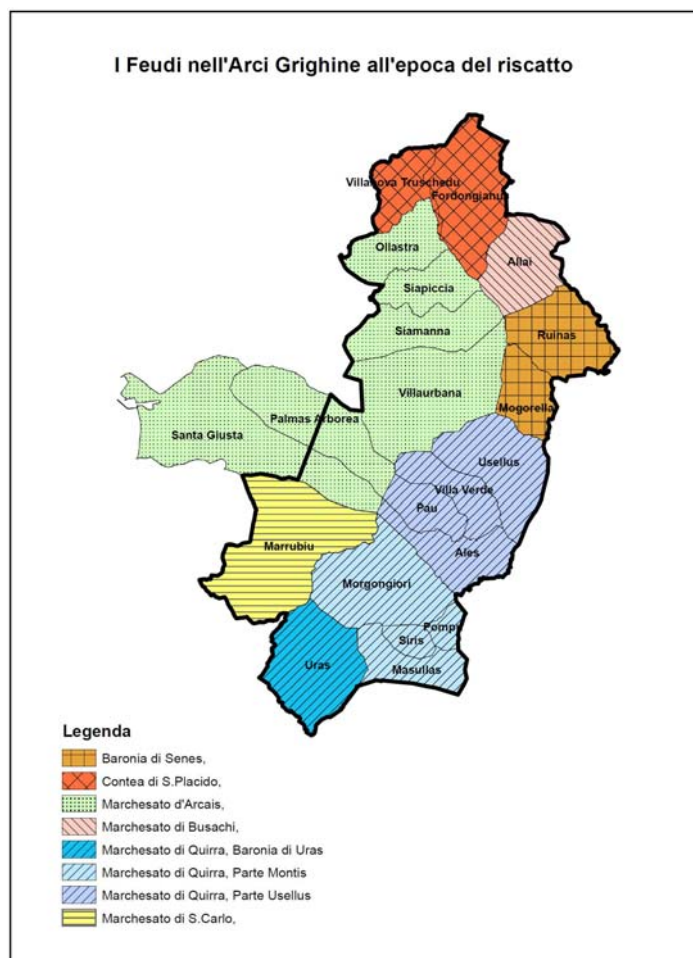 I Feudi nell'Arci Grighine all'epoca del riscatto
Villanova Truschedu
Fordongiahus
Ollastra
Allai
Siapiccia
Siamanna
Ruinas
Villaurbana
Mogorella
Palmas Arborea
Santa Giusta
Usellus
Villa Verde
Pau
Marrubiu
Ales
Morgongiori
Pompu
Siris
Uras
Masullas
Legenda
Baronia di Senes,
Contea di S.Placido,
Marchesato d'Arcais,
Marchesato di Busachi,
Marchesato di Quirra, Baronia di Uras
Marchesato di Quirra, Parte Montis
Marchesato di Quirra, Parte Usellus
Marchesato di S.Carlo,